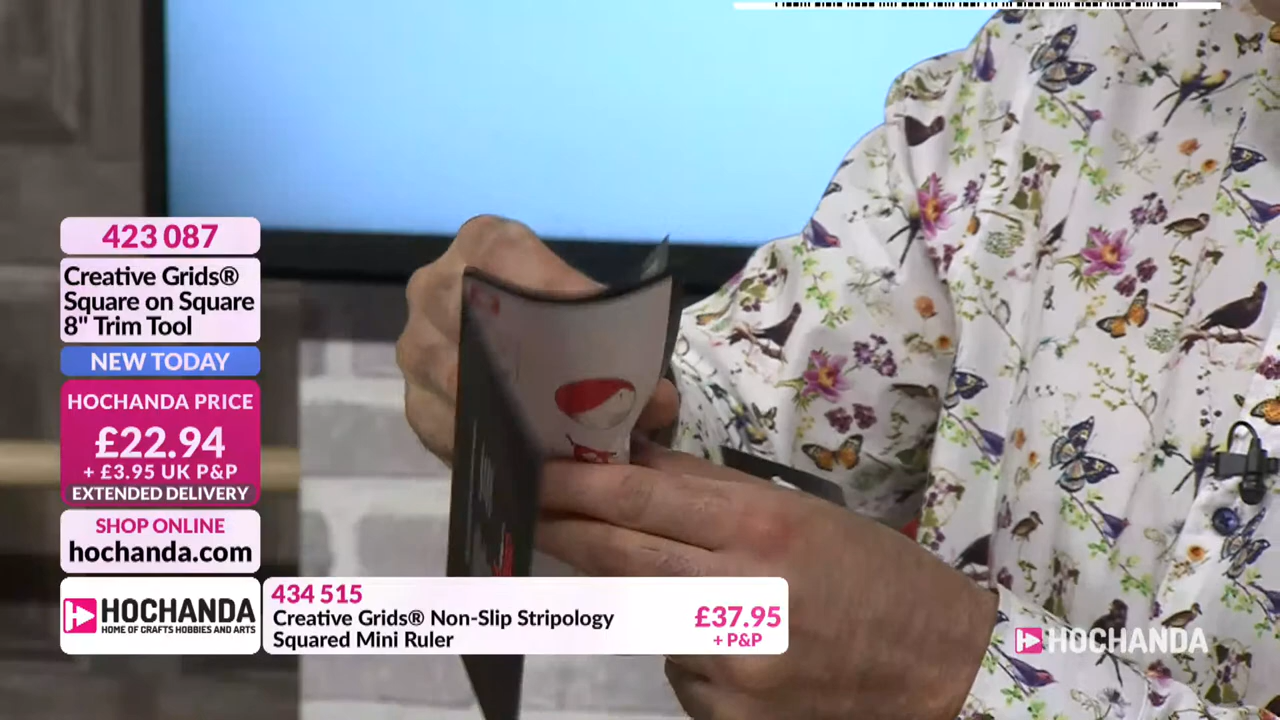 423 087
Creative Grids®
Square on Square
8" Trim Tool
NEW TODAY
HOCHANDA PRICE
£22.94
+ £3.95 UK P&P
EXTENDED DELIVERY
SHOP ONLINE
hochanda.com
HOCHANDA
HOME OF CRAFTS HOBBIES AND ARTS
434 515
Creative Grids® Non-Slip Stripology
Squared Mini Ruler
£37.95
+ P&P
HOCHANDA